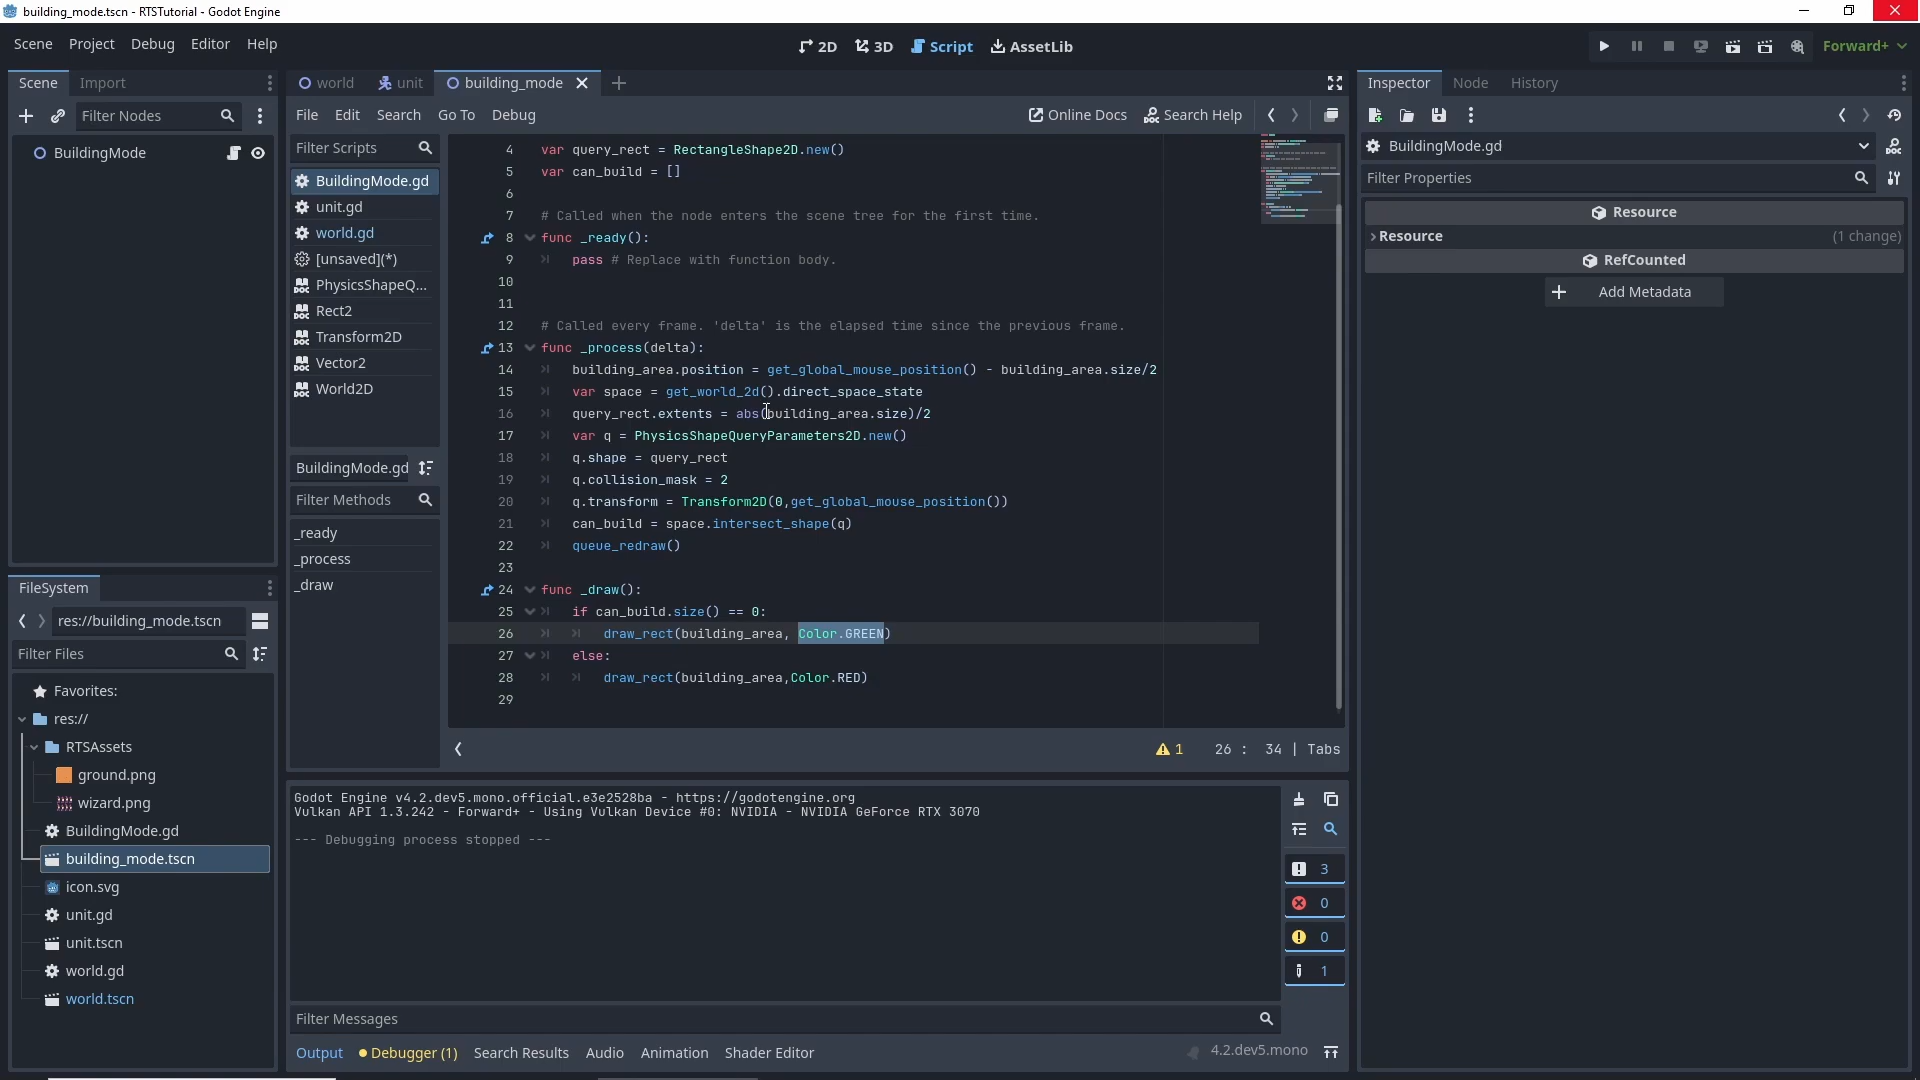 building_mode.tscn - RTSTutorial - Godot Engine
Scene Project Debug Editor Help
2D 3D Script AssetLib
Forward+
Scene Import
Filter Nodes
BuildingMode
FileSystem
res://building_mode.tscn
Filter Files
Favorites:
res://
RTSAssets
ground.png
wizard.png
BuildingMode.gd
building_mode.tscn
icon.svg
unit.gd
unit.tscn
world.gd
world.tscn
world unit building_mode
File Edit Search Go To Debug
Online Docs Search Help
Filter Scripts
BuildingMode.gd
unit.gd
world.gd
[unsaved](*)
PhysicsShapeQ...
Rect2
Transform2D
Vector2
World2D
BuildingMode.gd
Filter Methods
_ready
_process
_draw
4 var query_rect = RectangleShape2D.new()
5 var can_build = []
6
7 # Called when the node enters the scene tree for the first time.
8 func _ready():
9 pass # Replace with function body.
10
11
12 # Called every frame. 'delta' is the elapsed time since the previous frame.
13 func _process(delta):
14 building_area.position = get_global_mouse_position() - building_area.size/2
15 var space = get_world_2d().direct_space_state
16 query_rect.extents = abs(building_area.size)/2
17 var q = PhysicsShapeQueryParameters2D.new()
18 q.shape = query_rect
19 q.collision_mask = 2
20 q.transform = Transform2D(0,get_global_mouse_position())
21 can_build = space.intersect_shape(q)
22 queue_redraw()
23
24 func _draw():
25 if can_build.size() == 0:
26 draw_rect(building_area, Color.GREEN)
27 else:
28 draw_rect(building_area,Color.RED)
29
1 26 : 34 | Tabs
Godot Engine v4.2.dev5.mono.official.e3e2528ba - https://godotengine.org
Vulkan API 1.3.242 - Forward+ - Using Vulkan Device #0: NVIDIA - NVIDIA GeForce RTX 3070
--- Debugging process stopped ---
3
0
0
1
Filter Messages
Output Debugger (1) Search Results Audio Animation Shader Editor
4.2.dev5.mono
Inspector Node History
BuildingMode.gd
Filter Properties
Resource
Resource (1 change)
RefCounted
Add Metadata